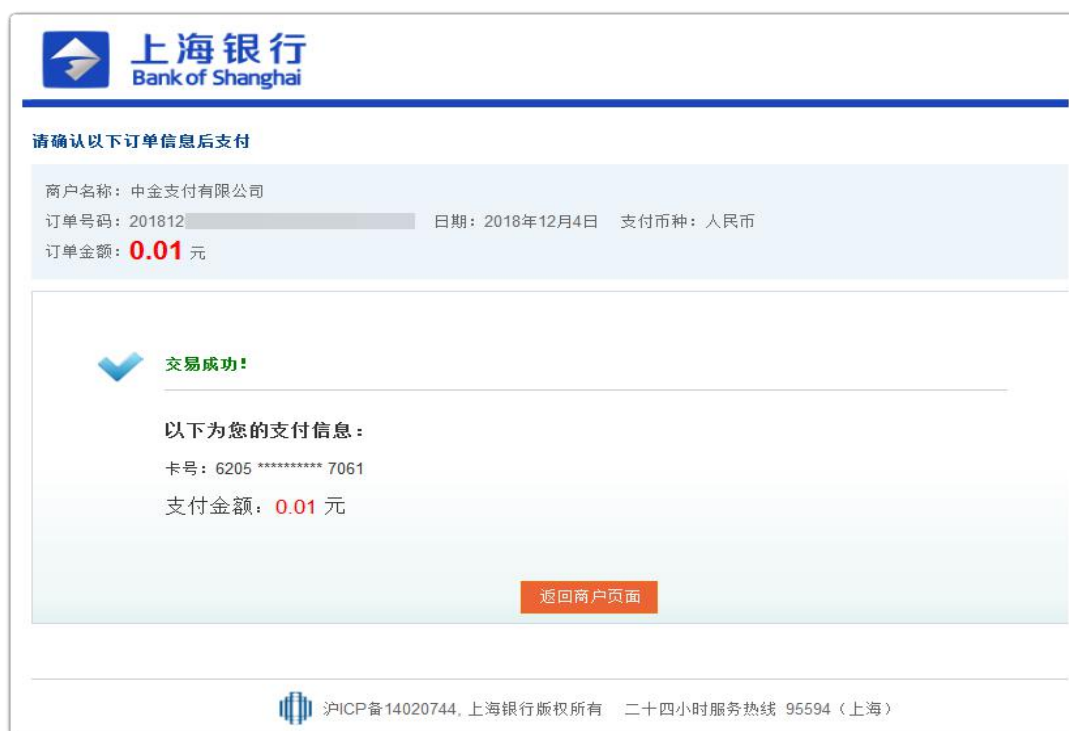 上海银行
Bank of Shanghai
请确认以下订单信息后支付
商户名称：中金支付有限公司
订单号码：201812 日期：2018年12月4日 支付币种：人民币
订单金额：0.01 元
交易成功！
以下为您的支付信息：
卡号：6205 ********** 7061
支付金额：0.01 元
返回商户页面
沪ICP备14020744, 上海银行版权所有 二十四小时服务热线 95594（上海）